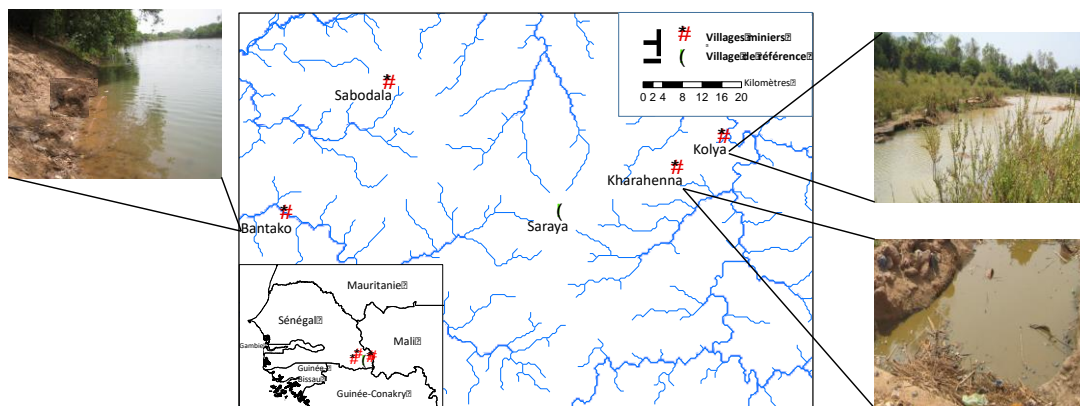 Villages miniers
Village de référence
Kilomètres
0 2 4 8 12 16 20
Sabodala
Kolya
Kharahenna
Bantako
Saraya
Mauritanie
Sénégal
Mali
Gambie
Guinée-
Bissau
Guinée-Conakry